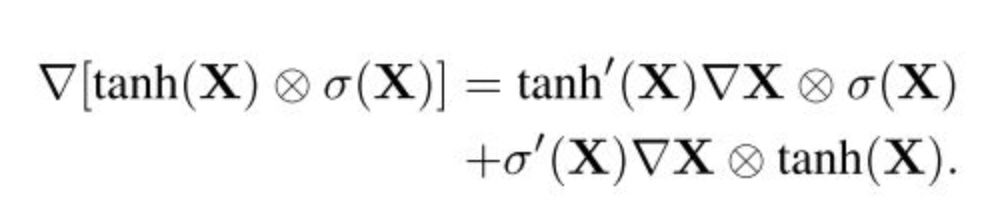 ∇[tanh(𝐗) ⊗ σ(𝐗)] = tanh′(𝐗)∇𝐗 ⊗ σ(𝐗)
+σ′(𝐗)∇𝐗 ⊗ tanh(𝐗).